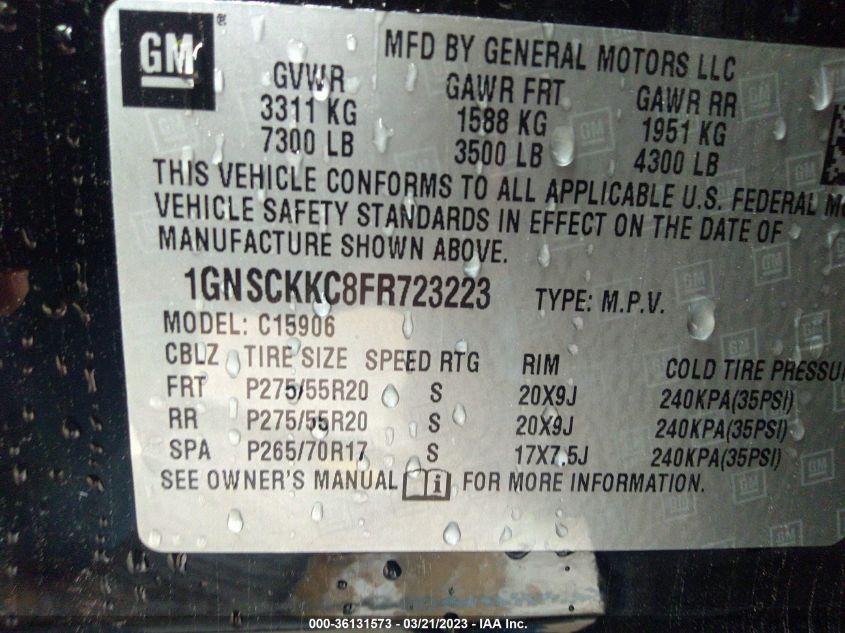 GM ®
MFD BY GENERAL MOTORS LLC
GVWR GAWR FRT GAWR RR
3311 KG 1588 KG 1951 KG
7300 LB 3500 LB 4300 LB
THIS VEHICLE CONFORMS TO ALL APPLICABLE U.S. FEDERAL
VEHICLE SAFETY STANDARDS IN EFFECT ON THE DATE OF
MANUFACTURE SHOWN ABOVE.
1GNSCKKC8FR723223 TYPE: M.P.V.
MODEL: C15906
CBLZ TIRE SIZE SPEED RTG RIM COLD TIRE PRESSU
FRT P275/55R20 S 20X9J 240KPA(35PSI)
RR P275/55R20 S 20X9J 240KPA(35PSI)
SPA P265/70R17 S 17X7.5J 240KPA(35PSI)
SEE OWNER'S MANUAL i FOR MORE INFORMATION.
000-36131573 - 03/21/2023 - IAA Inc.